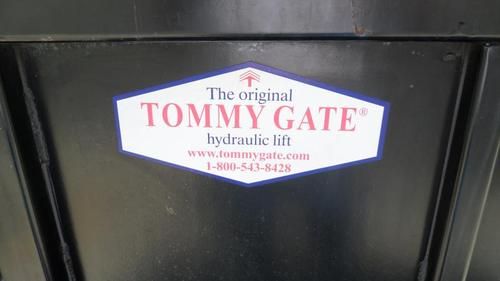 The original
TOMMY GATE®
hydraulic lift
www.tommygate.com
1-800-543-8428